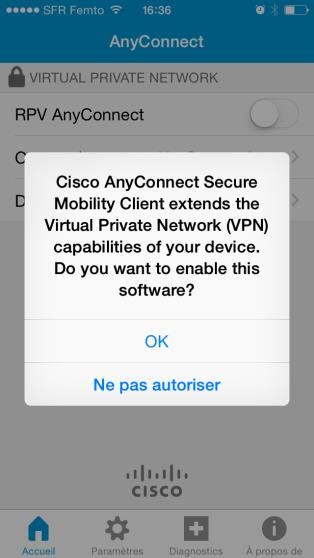 SFR Femto 16:36
AnyConnect
VIRTUAL PRIVATE NETWORK
RPV AnyConnect
Cisco AnyConnect Secure
Mobility Client extends the
Virtual Private Network (VPN)
capabilities of your device.
Do you want to enable this
software?
OK
Ne pas autoriser
CISCO
Accueil Paramètres Diagnostics À propos de